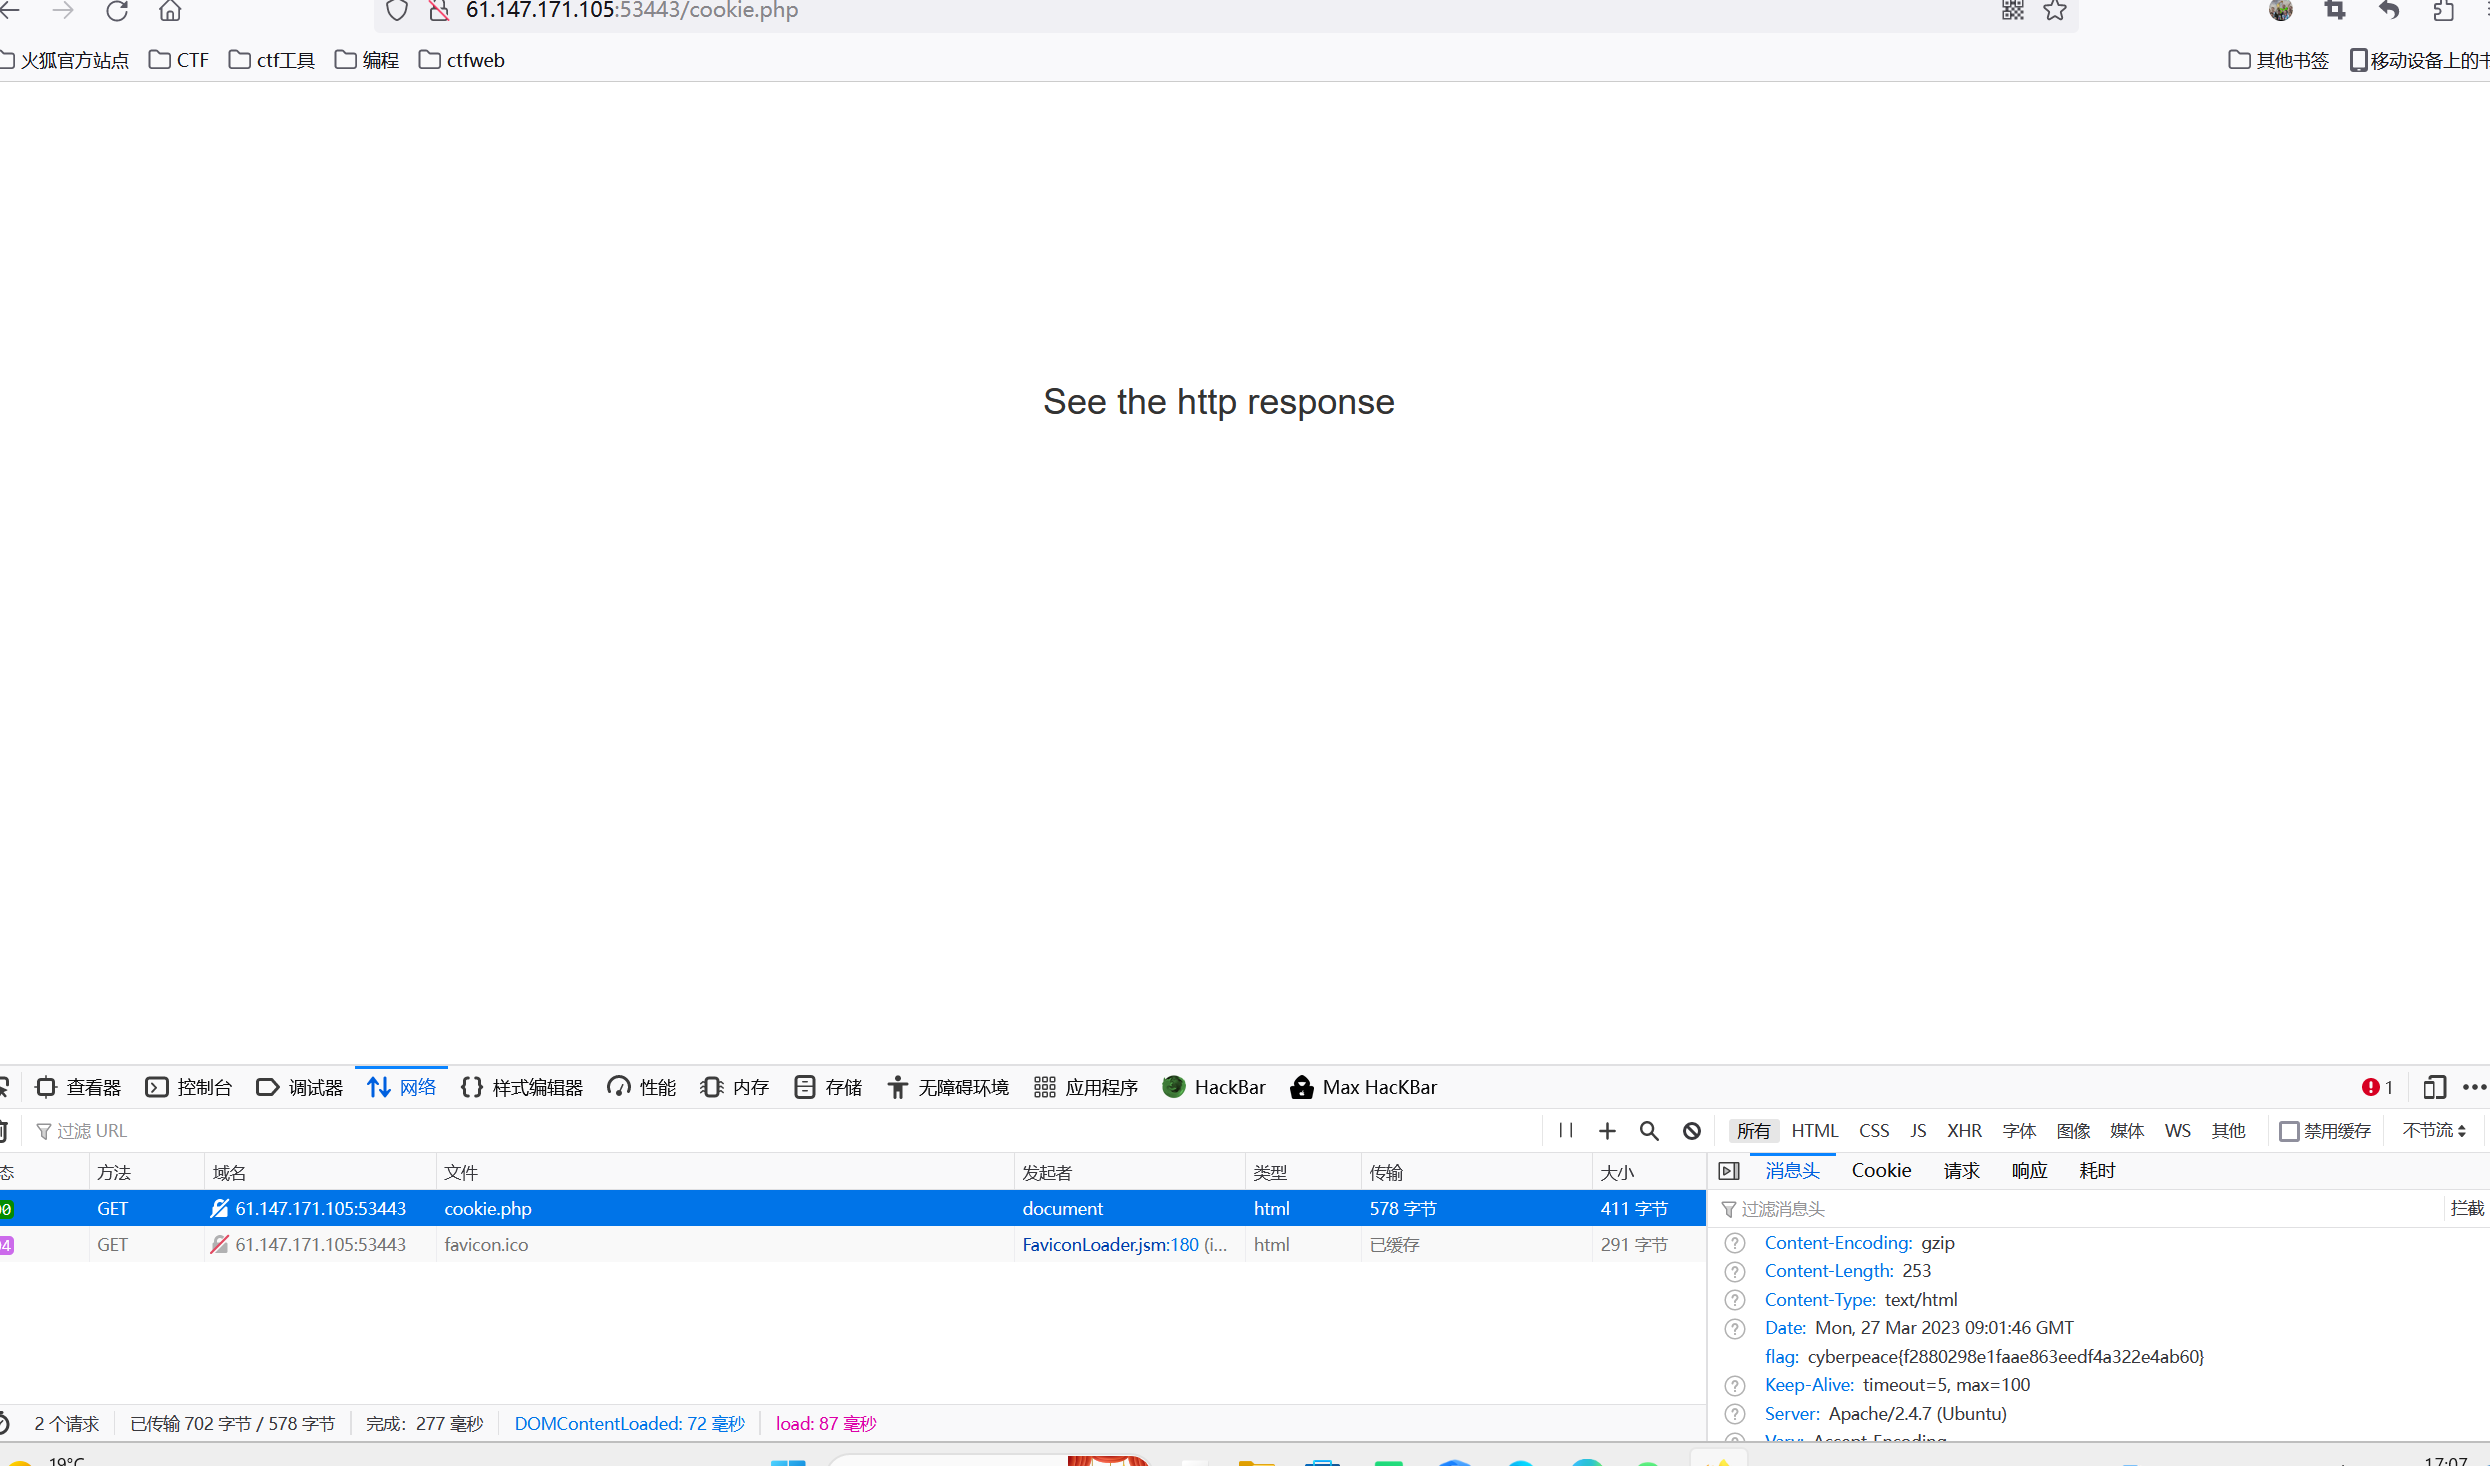 61.147.171.105:53443/cookie.php
火狐官方站点 CTF ctf工具 编程 ctfweb 其他书签 移动设备上的书
See the http response
查看器 控制台 调试器 网络 样式编辑器 性能 内存 存储 无障碍环境 应用程序 HackBar Max HacKBar 1
过滤 URL 所有 HTML CSS JS XHR 字体 图像 媒体 WS 其他 禁用缓存 不节流
态 方法 域名 文件 发起者 类型 传输 大小 消息头 Cookie 请求 响应 耗时
GET 61.147.171.105:53443 cookie.php document html 578 字节 411 字节
过滤消息头 拦截
GET 61.147.171.105:53443 favicon.ico FaviconLoader.jsm:180 (i... html 已缓存 291 字节
Content-Encoding: gzip
Content-Length: 253
Content-Type: text/html
Date: Mon, 27 Mar 2023 09:01:46 GMT
flag: cyberpeace{f2880298e1faae863eedf4a322e4ab60}
Keep-Alive: timeout=5, max=100
Server: Apache/2.4.7 (Ubuntu)
Vary: Accept-Encoding
2 个请求 已传输 702 字节 / 578 字节 完成: 277 毫秒 DOMContentLoaded: 72 毫秒 load: 87 毫秒
19°C 17:07